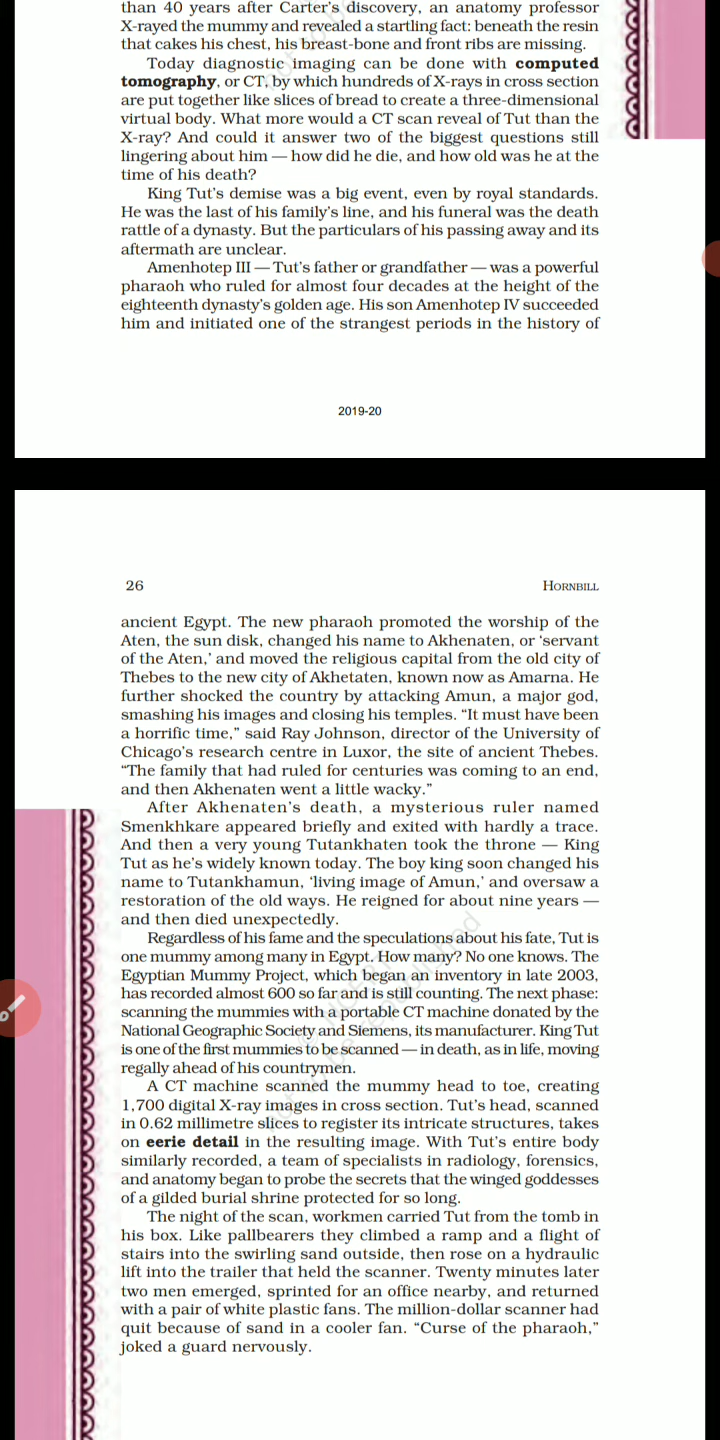 than 40 years after Carter's discovery, an anatomy professor
X-rayed the mummy and revealed a startling fact: beneath the resin
that cakes his chest, his breast-bone and front ribs are missing.
Today diagnostic imaging can be done with computed
tomography, or CT, by which hundreds of X-rays in cross section
are put together like slices of bread to create a three-dimensional
virtual body. What more would a CT scan reveal of Tut than the
X-ray? And could it answer two of the biggest questions still
lingering about him — how did he die, and how old was he at the
time of his death?
King Tut's demise was a big event, even by royal standards.
He was the last of his family's line, and his funeral was the death
rattle of a dynasty. But the particulars of his passing away and its
aftermath are unclear.
Amenhotep III — Tut's father or grandfather — was a powerful
pharaoh who ruled for almost four decades at the height of the
eighteenth dynasty's golden age. His son Amenhotep IV succeeded
him and initiated one of the strangest periods in the history of
2019-20
26 HORNBILL
ancient Egypt. The new pharaoh promoted the worship of the
Aten, the sun disk, changed his name to Akhenaten, or 'servant
of the Aten,' and moved the religious capital from the old city of
Thebes to the new city of Akhetaten, known now as Amarna. He
further shocked the country by attacking Amun, a major god,
smashing his images and closing his temples. "It must have been
a horrific time," said Ray Johnson, director of the University of
Chicago's research centre in Luxor, the site of ancient Thebes.
"The family that had ruled for centuries was coming to an end,
and then Akhenaten went a little wacky."
After Akhenaten's death, a mysterious ruler named
Smenkhkare appeared briefly and exited with hardly a trace.
And then a very young Tutankhaten took the throne — King
Tut as he's widely known today. The boy king soon changed his
name to Tutankhamun, 'living image of Amun,' and oversaw a
restoration of the old ways. He reigned for about nine years —
and then died unexpectedly.
Regardless of his fame and the speculations about his fate, Tut is
one mummy among many in Egypt. How many? No one knows. The
Egyptian Mummy Project, which began an inventory in late 2003,
has recorded almost 600 so far and is still counting. The next phase:
scanning the mummies with a portable CT machine donated by the
National Geographic Society and Siemens, its manufacturer. King Tut
is one of the first mummies to be scanned — in death, as in life, moving
regally ahead of his countrymen.
A CT machine scanned the mummy head to toe, creating
1,700 digital X-ray images in cross section. Tut's head, scanned
in 0.62 millimetre slices to register its intricate structures, takes
on eerie detail in the resulting image. With Tut's entire body
similarly recorded, a team of specialists in radiology, forensics,
and anatomy began to probe the secrets that the winged goddesses
of a gilded burial shrine protected for so long.
The night of the scan, workmen carried Tut from the tomb in
his box. Like pallbearers they climbed a ramp and a flight of
stairs into the swirling sand outside, then rose on a hydraulic
lift into the trailer that held the scanner. Twenty minutes later
two men emerged, sprinted for an office nearby, and returned
with a pair of white plastic fans. The million-dollar scanner had
quit because of sand in a cooler fan. "Curse of the pharaoh,"
joked a guard nervously.